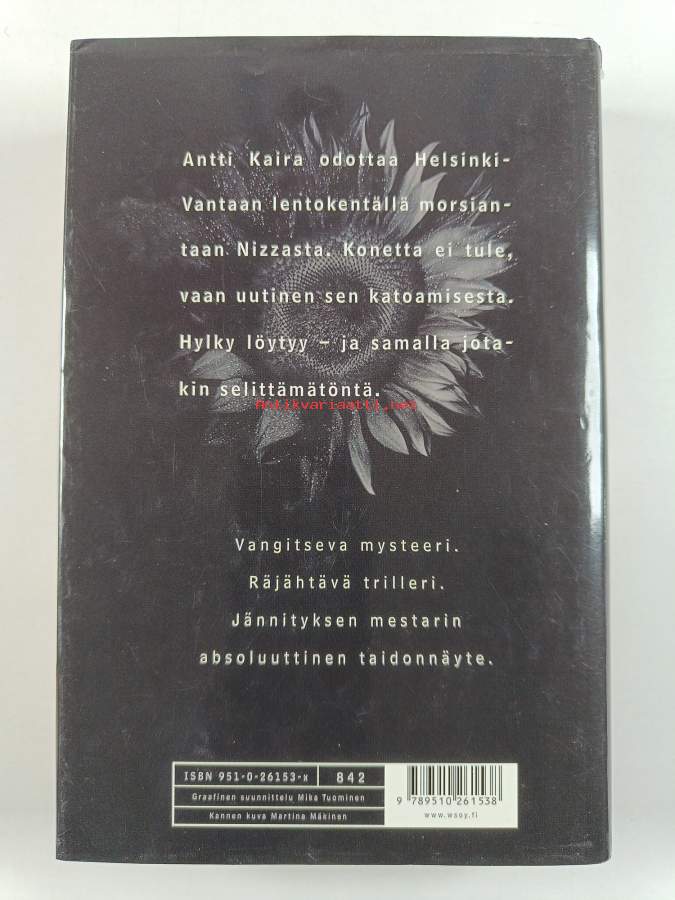 Antti Kaira odottaa Helsinki-
Vantaan lentokentällä morsian-
taan Nizzasta. Konetta ei tule,
vaan uutinen sen katoamisesta.
Hylky löytyy – ja samalla jota-
kin selittämätöntä.
Antikvariaatti.net
Vangitseva mysteeri.
Räjähtävä trilleri.
Jännityksen mestarin
absoluuttinen taidonnäyte.
ISBN 951-0-26153-x 842
Graafinen suunnittelu Mika Tuominen
Kannen kuva Martina Mäkinen
9 789510 261538
www.wsoy.fi